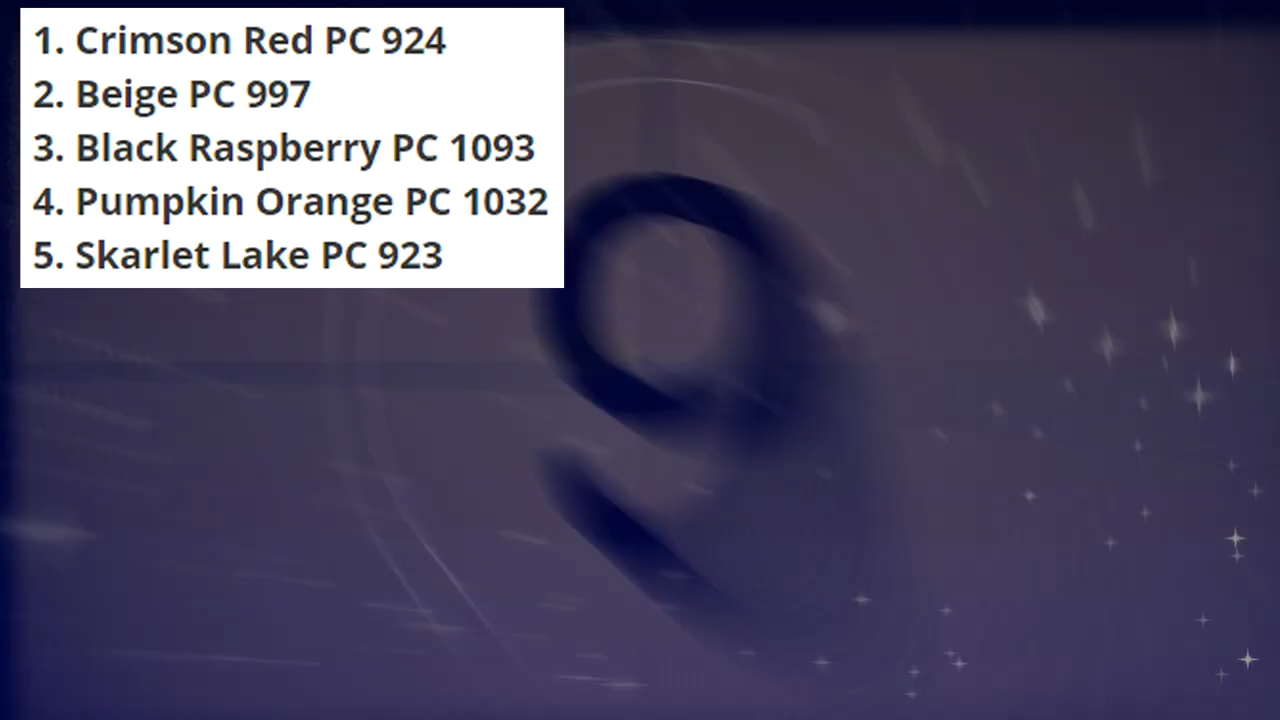 1. Crimson Red PC 924
2. Beige PC 997
3. Black Raspberry PC 1093
4. Pumpkin Orange PC 1032
5. Skarlet Lake PC 923
9